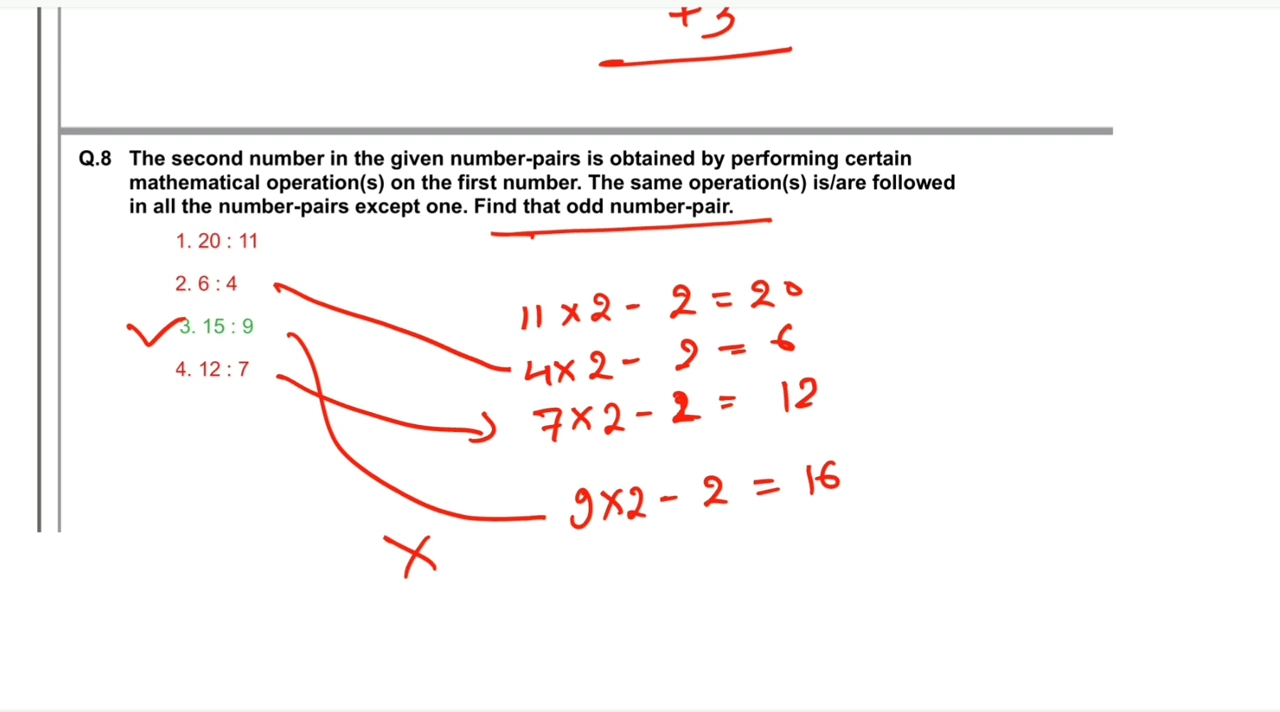 +3
Q.8 The second number in the given number-pairs is obtained by performing certain
mathematical operation(s) on the first number. The same operation(s) is/are followed
in all the number-pairs except one. Find that odd number-pair.
1. 20 : 11
2. 6 : 4
3. 15 : 9
4. 12 : 7
11 x 2 - 2 = 20
4 x 2 - 2 = 6
7 x 2 - 2 = 12
9 x 2 - 2 = 16